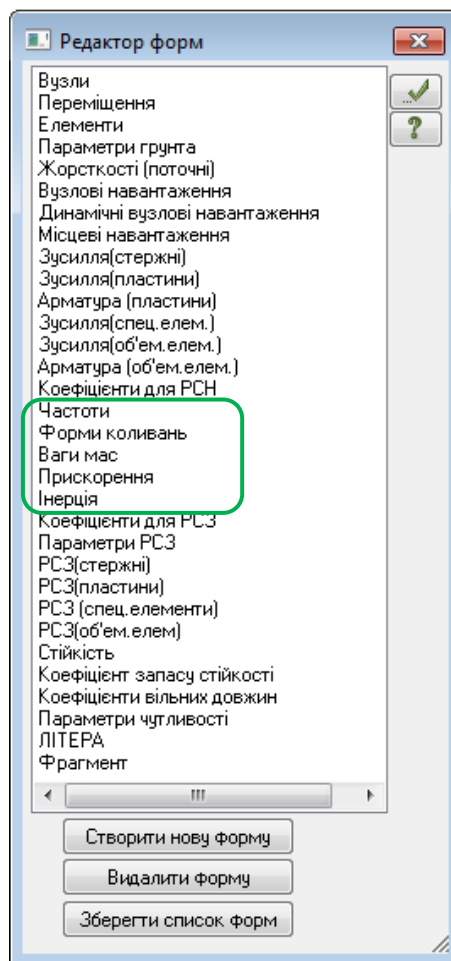 Редактор форм
Вузли
Переміщення
Елементи
Параметри грунта
Жорсткості (поточні)
Вузлові навантаження
Динамічні вузлові навантаження
Місцеві навантаження
Зусилля(стержні)
Зусилля(пластини)
Арматура (пластини)
Зусилля(спец.елем.)
Зусилля(об'ем.елем.)
Арматура (об'ем.елем.)
Коефіцієнти для РСН
Частоти
Форми коливань
Ваги мас
Прискорення
Інерція
Коефіцієнти для РСЗ
Параметри РСЗ
РСЗ(стержні)
РСЗ(пластини)
РСЗ (спец.елементи)
РСЗ(об'ем.елем)
Стійкість
Коефіцієнт запасу стійкості
Коефіцієнти вільних довжин
Параметри чутливості
ЛІТЕРА
Фрагмент
Створити нову форму
Видалити форму
Зберегти список форм